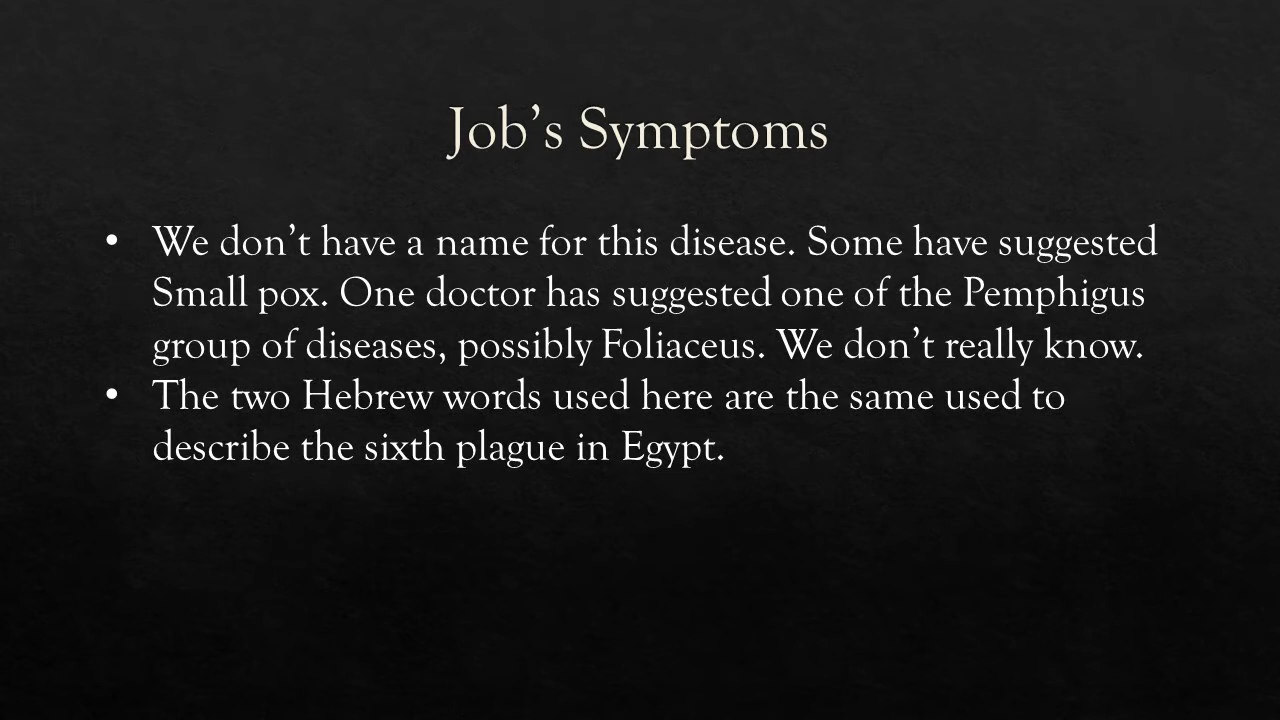 Job’s Symptoms
• We don’t have a name for this disease. Some have suggested
Small pox. One doctor has suggested one of the Pemphigus
group of diseases, possibly Foliaceus. We don’t really know.
• The two Hebrew words used here are the same used to
describe the sixth plague in Egypt.